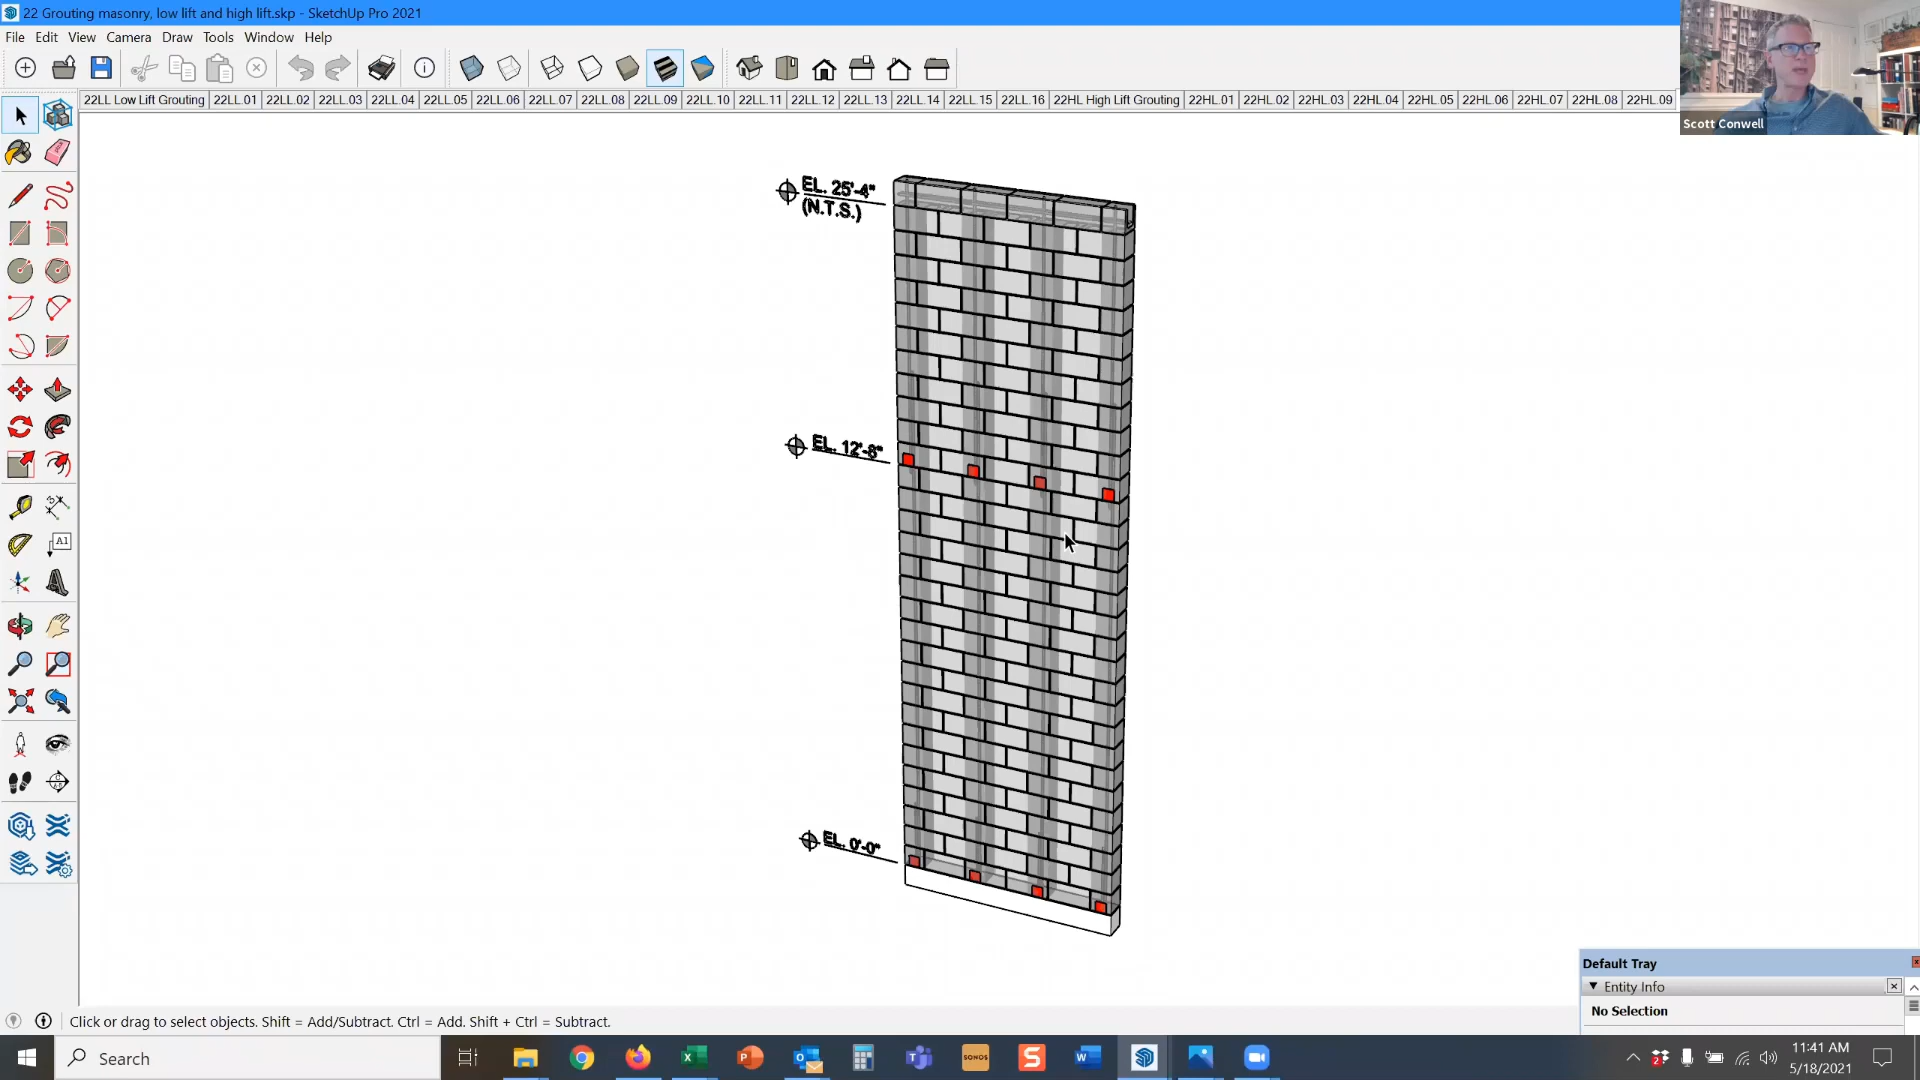 22 Grouting masonry, low lift and high lift.skp - SketchUp Pro 2021
File Edit View Camera Draw Tools Window Help
22LL Low Lift Grouting 22LL.01 22LL.02 22LL.03 22LL.04 22LL.05 22LL.06 22LL.07 22LL.08 22LL.09 22LL.10 22LL.11 22LL.12 22LL.13 22LL.14 22LL.15 22LL.16 22HL High Lift Grouting 22HL.01 22HL.02 22HL.03 22HL.04 22HL.05 22HL.06 22HL.07 22HL.08 22HL.09
Scott Conwell
EL. 25'-4"
(N.T.S.)
EL. 12'-8"
EL. 0'-0"
A1
Default Tray
Entity Info
No Selection
Click or drag to select objects. Shift = Add/Subtract. Ctrl = Add. Shift + Ctrl = Subtract.
Search
SONOS
11:41 AM
5/18/2021